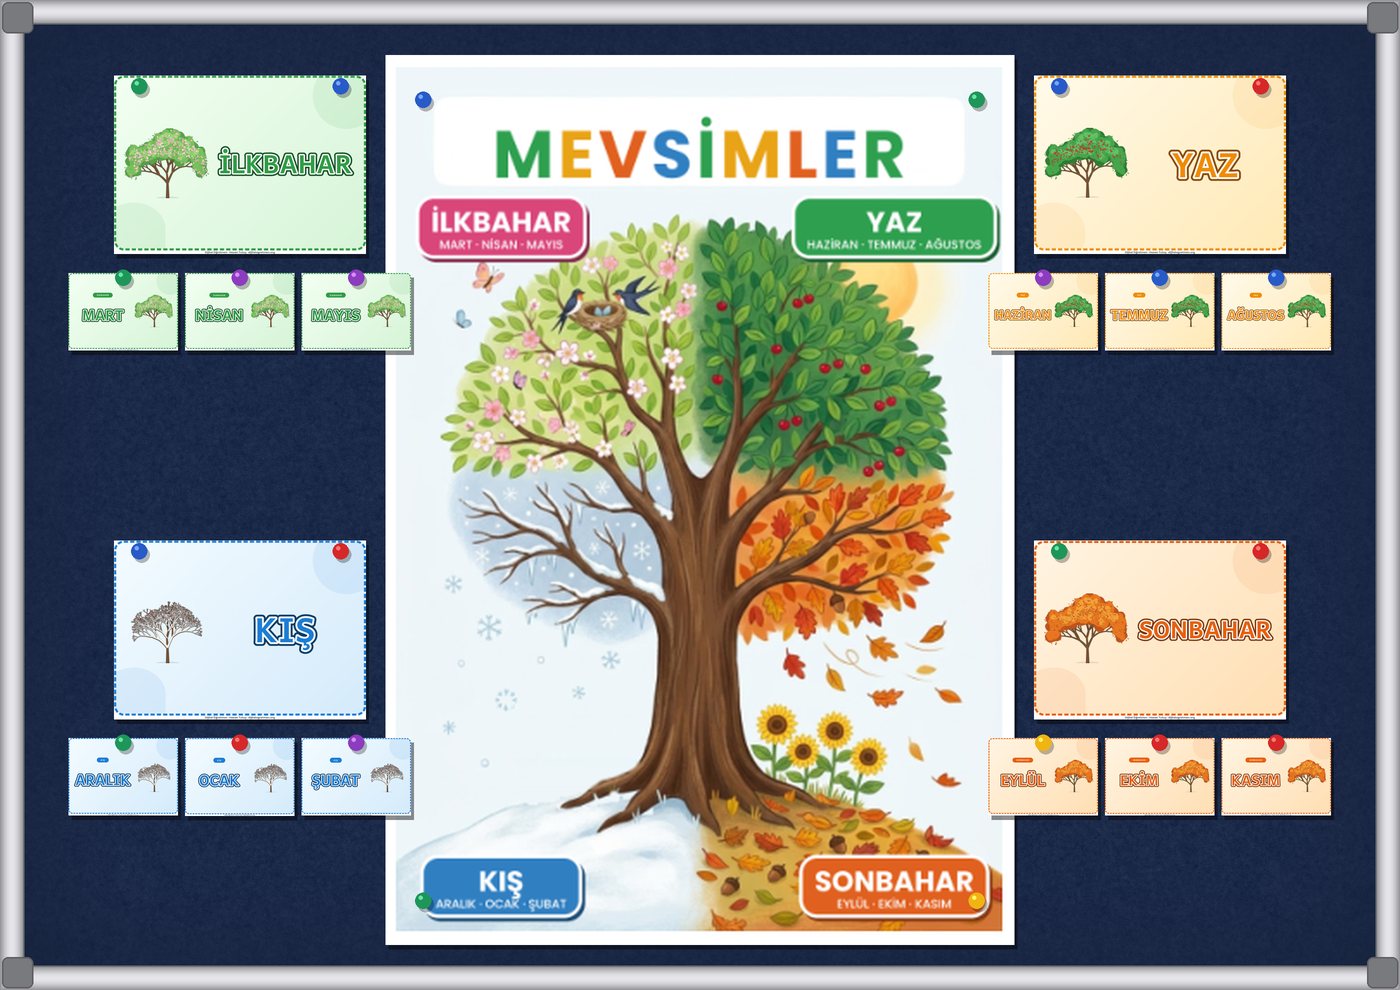 MEVSİMLER
İLKBAHAR
MART · NİSAN · MAYIS
YAZ
HAZİRAN · TEMMUZ · AĞUSTOS
KIŞ
ARALIK · OCAK · ŞUBAT
SONBAHAR
EYLÜL · EKİM · KASIM
İLKBAHAR
MART
NİSAN
MAYIS
YAZ
HAZİRAN
TEMMUZ
AĞUSTOS
KIŞ
ARALIK
OCAK
ŞUBAT
SONBAHAR
EYLÜL
EKİM
KASIM